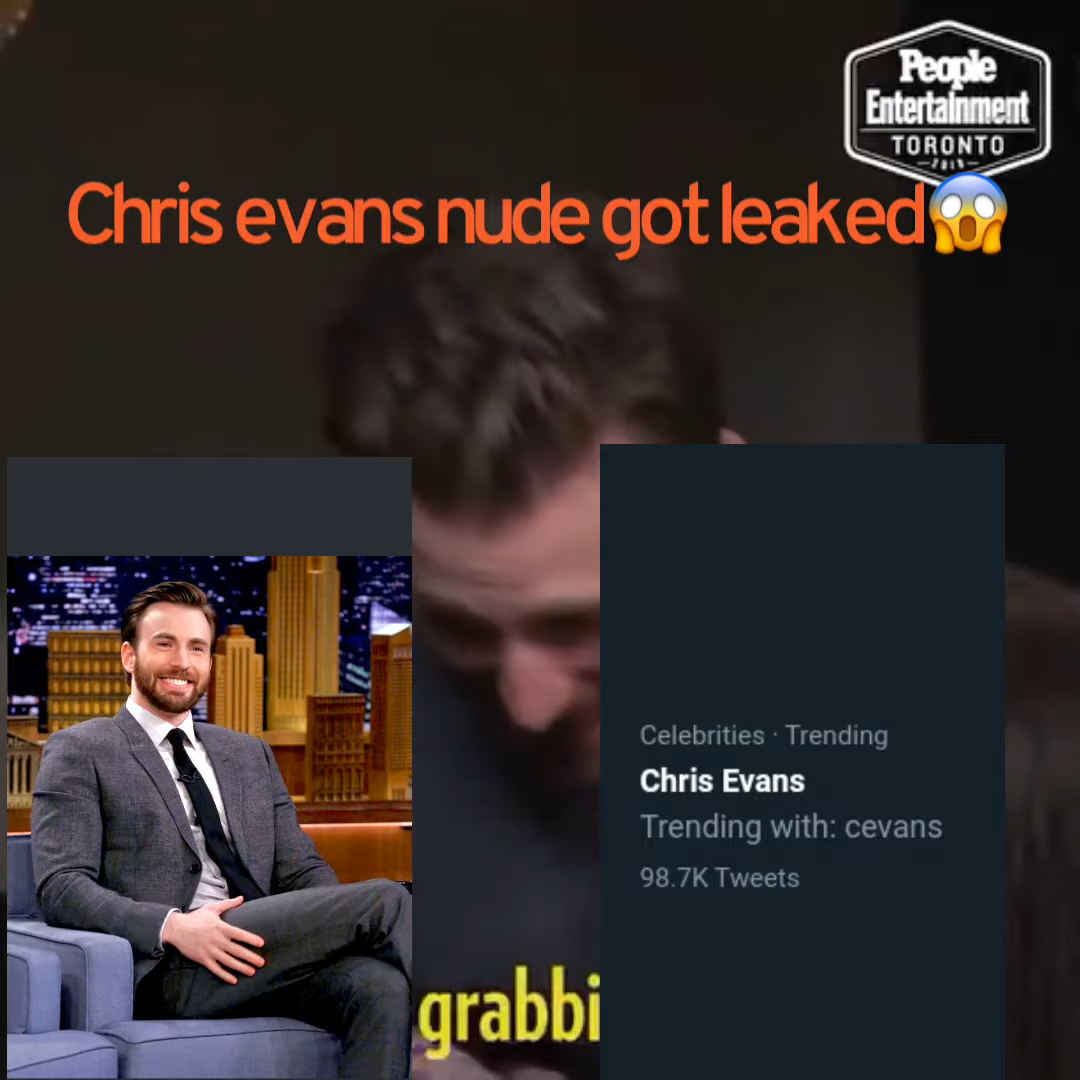 People
Entertainment
TORONTO
Chris evans nude got leaked😱
Celebrities · Trending
Chris Evans
Trending with: cevans
98.7K Tweets
grabbi